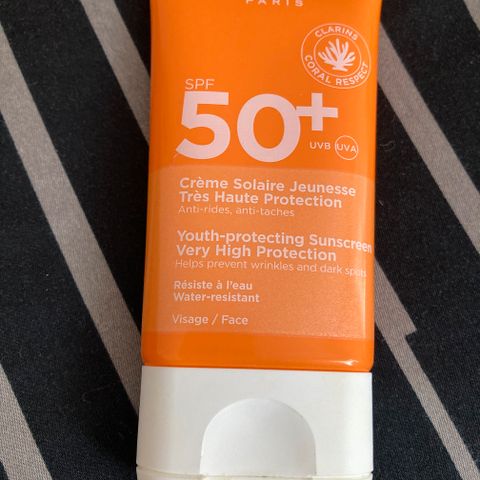 PARIS
CLARINS
CORAL RESPECT
SPF
50+
UVB UVA
Crème Solaire Jeunesse
Très Haute Protection
Anti-rides, anti-taches
Youth-protecting Sunscreen
Very High Protection
Helps prevent wrinkles and dark spots
Résiste à l'eau
Water-resistant
Visage / Face